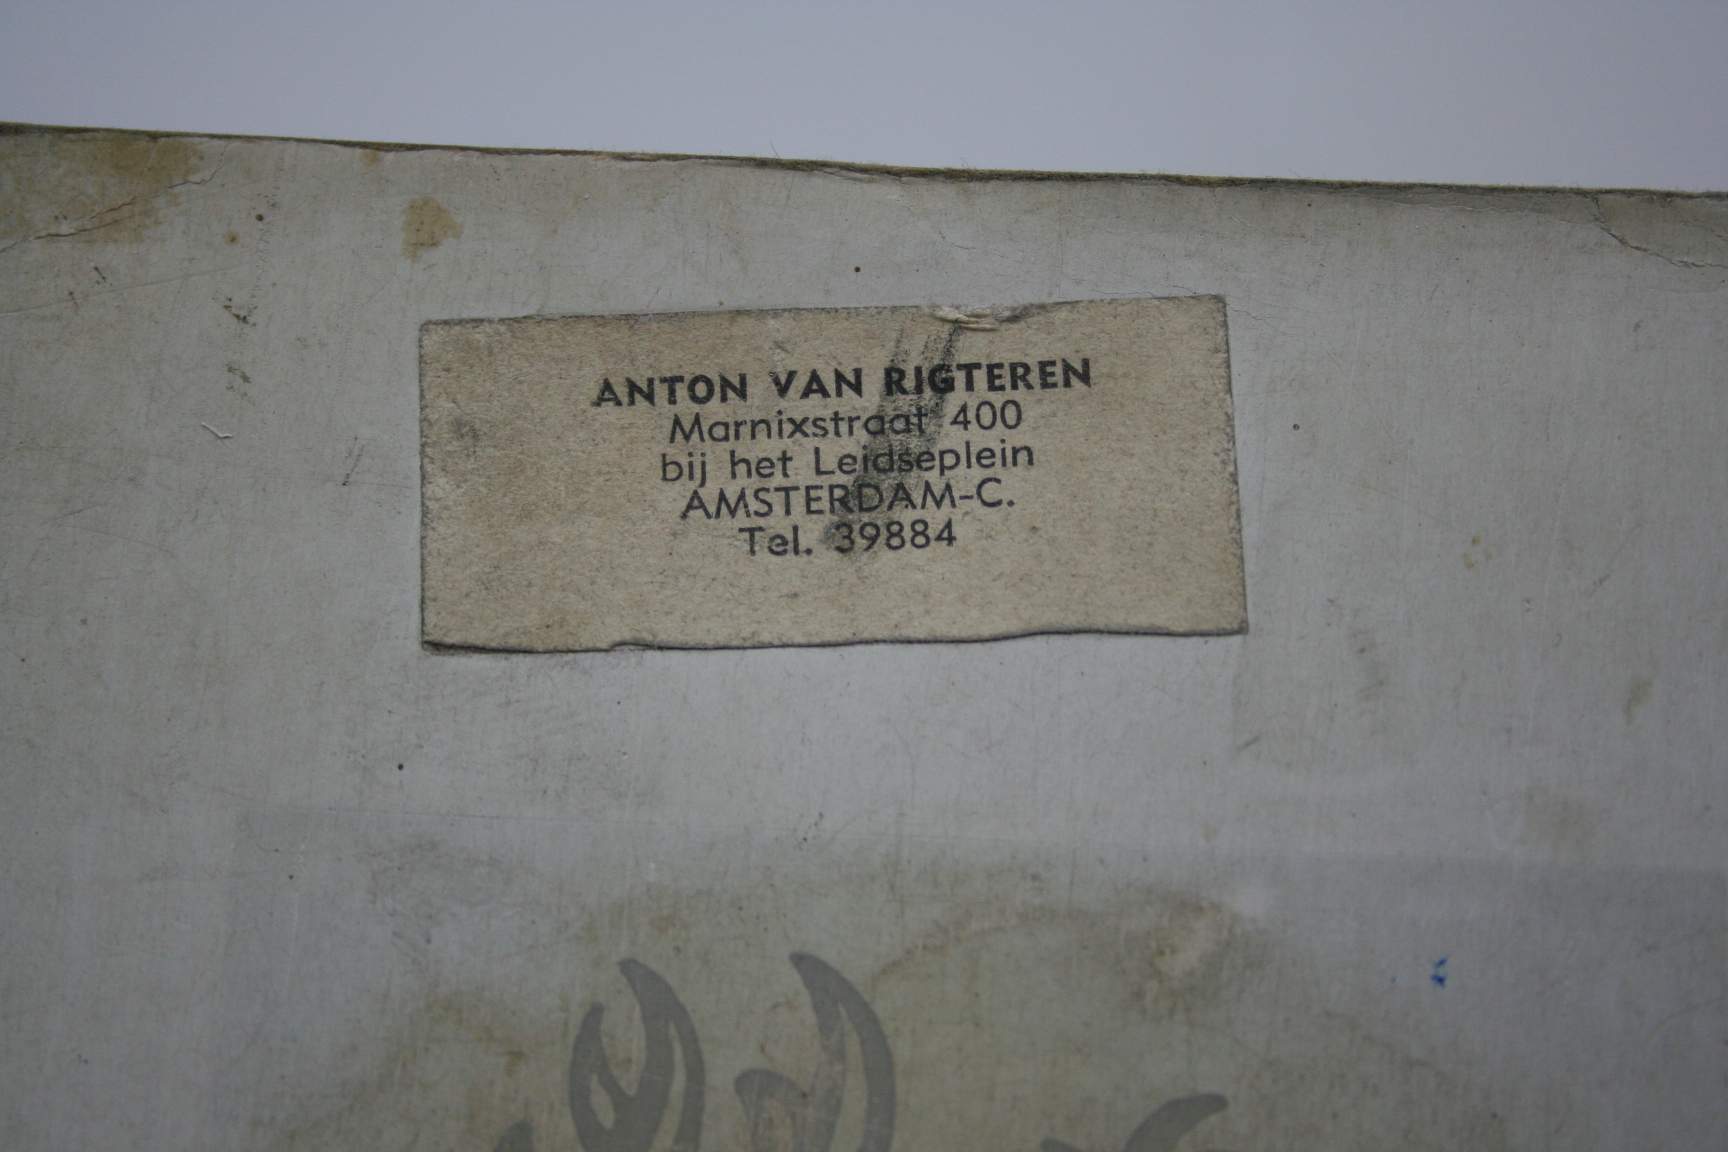 ANTON VAN RIGTEREN
Marnixstraat 400
bij het Leidseplein
AMSTERDAM-C.
Tel. 39884